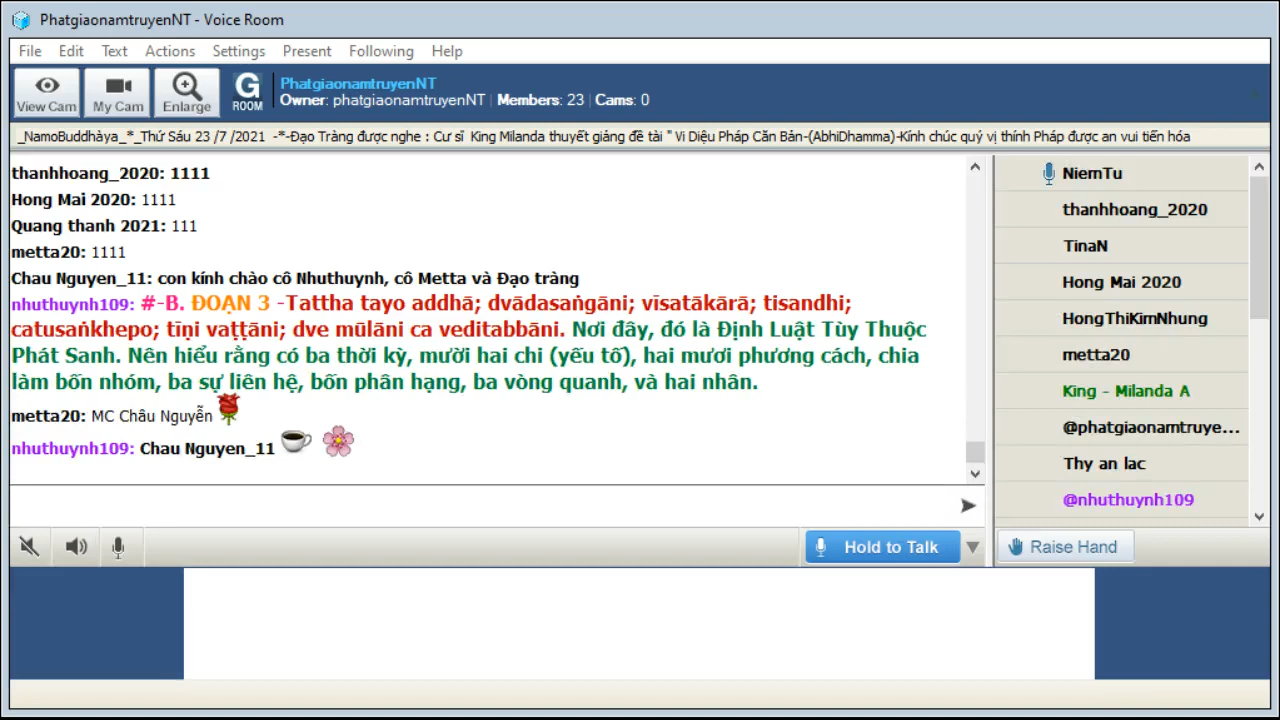 PhatgiaonamtruyenNT - Voice Room
File Edit Text Actions Settings Present Following Help
View Cam My Cam Enlarge G ROOM
PhatgiaonamtruyenNT
Owner: phatgiaonamtruyenNT | Members: 23 | Cams: 0
_NamoBuddhàya_*_Thứ Sáu 23 /7 /2021 -*-Đạo Tràng được nghe : Cư sĩ King Milanda thuyết giảng đề tài " Vi Diệu Pháp Căn Bản-(AbhiDhamma)-Kính chúc quý vị thính Pháp được an vui tiến hóa
thanhhoang_2020: 1111
Hong Mai 2020: 1111
Quang thanh 2021: 111
metta20: 1111
Chau Nguyen_11: con kính chào cô Nhuthuynh, cô Metta và Đạo tràng
nhuthuynh109: #-B. ĐOẠN 3 -Tattha tayo addhā; dvādasaṅgāni; vīsatākārā; tisandhi;
catusaṅkhepo; tīṇi vaṭṭāni; dve mūlāni ca veditabbāni. Nơi đây, đó là Định Luật Tùy Thuộc
Phát Sanh. Nên hiểu rằng có ba thời kỳ, mười hai chi (yếu tố), hai mươi phương cách, chia
làm bốn nhóm, ba sự liên hệ, bốn phân hạng, ba vòng quanh, và hai nhân.
metta20: MC Châu Nguyễn
nhuthuynh109: Chau Nguyen_11
NiemTu
thanhhoang_2020
TinaN
Hong Mai 2020
HongThiKimNhung
metta20
King - Milanda A
@phatgiaonamtruye...
Thy an lac
@nhuthuynh109
Hold to Talk
Raise Hand